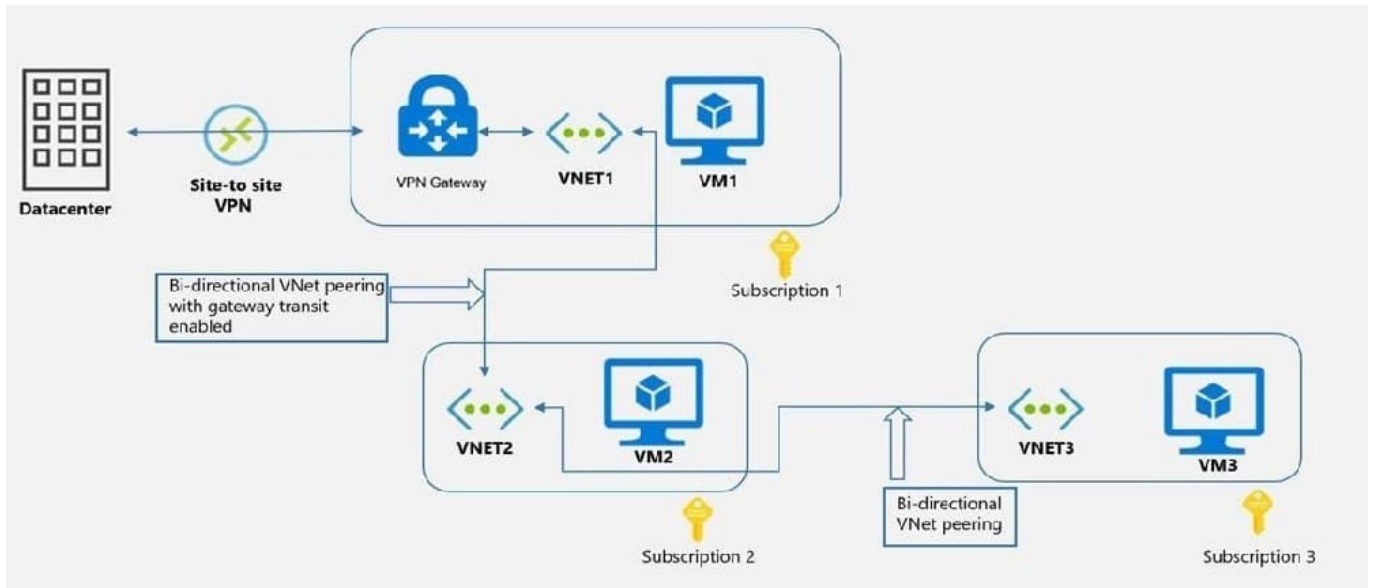 Datacenter
Site-to site
VPN
VPN Gateway
VNET1
VM1
Subscription 1
Bi-directional VNet peering
with gateway transit
enabled
VNET2
VM2
Subscription 2
Bi-directional
VNet peering
VNET3
VM3
Subscription 3